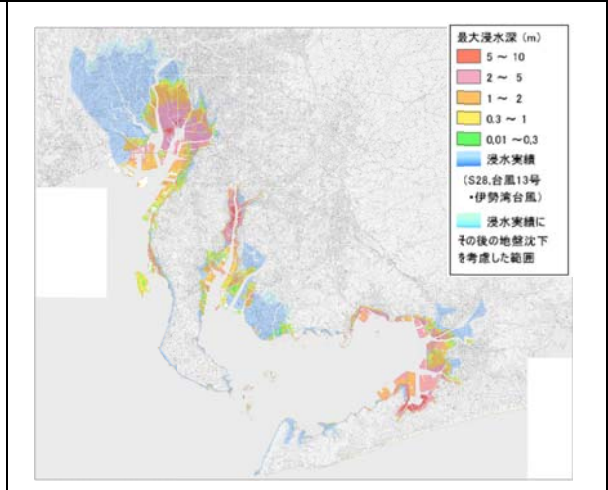 最大浸水深(m)
5 ~ 10
2 ~ 5
1 ~ 2
0.3 ~ 1
0.01 ~0.3
浸水実績
(S28.台風13号
・伊勢湾台風)
浸水実績に
その後の地盤沈下
を考慮した範囲